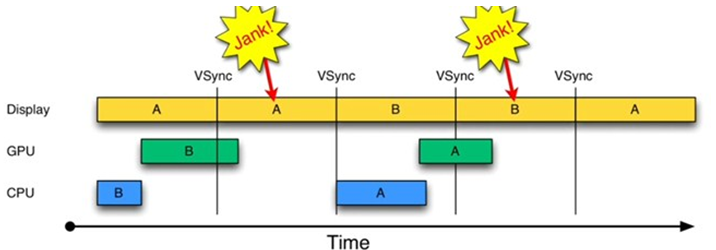 Jank!
Jank!
VSync VSync VSync VSync
Display A A B B A
GPU B A
CPU B A
Time